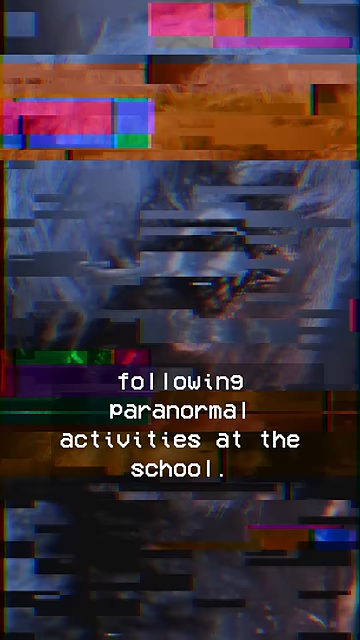 following
paranormal
activities at the
school.